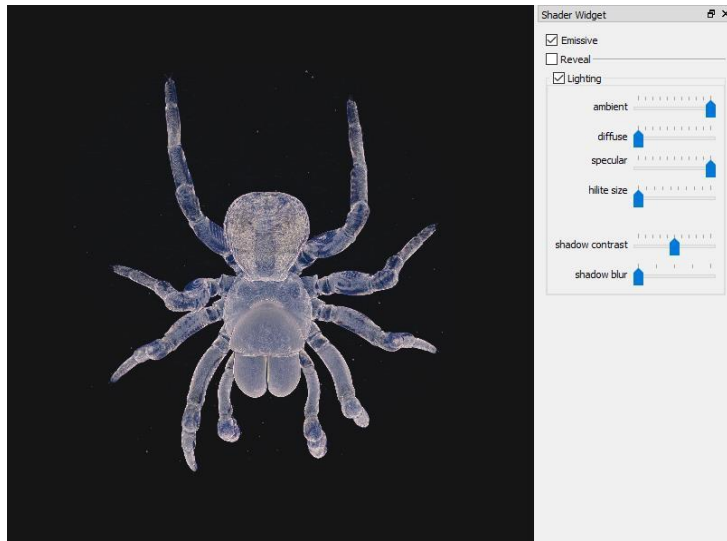 Shader Widget
Emissive
Reveal
Lighting
ambient
diffuse
specular
hilite size
shadow contrast
shadow blur